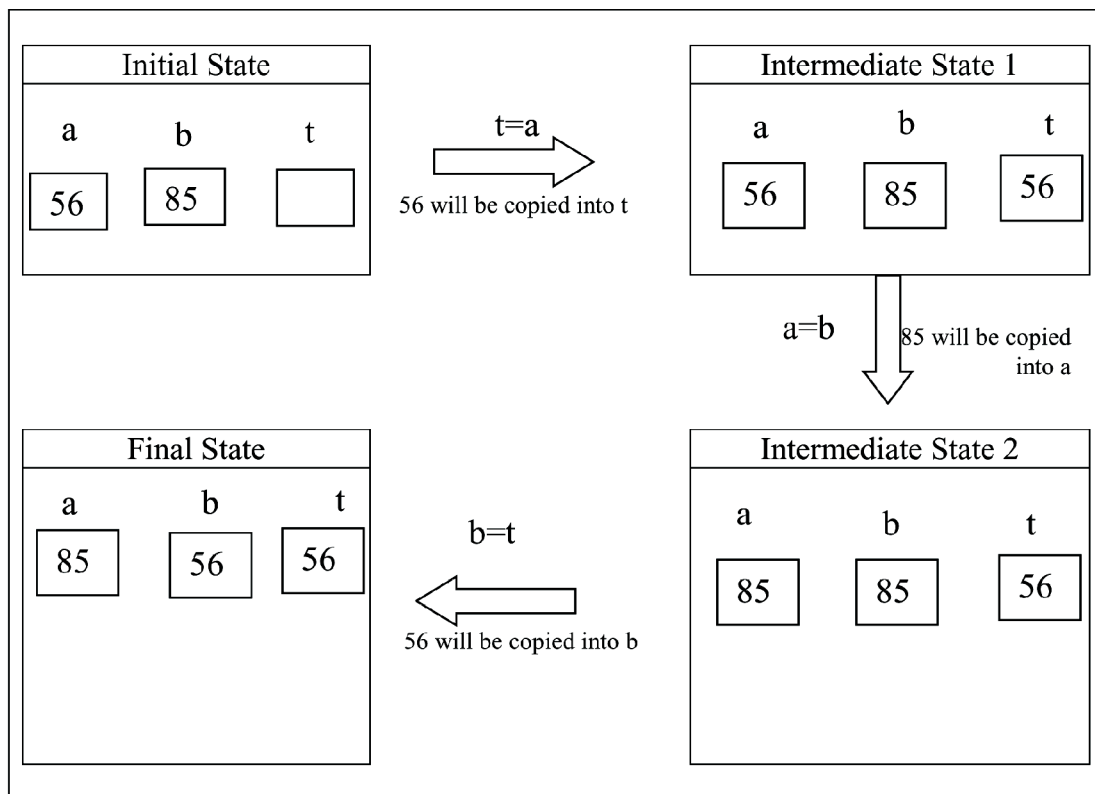 Initial State
a b t
56 85
t=a
56 will be copied into t
Intermediate State 1
a b t
56 85 56
a=b
85 will be copied
into a
Intermediate State 2
a b t
85 85 56
b=t
56 will be copied into b
Final State
a b t
85 56 56